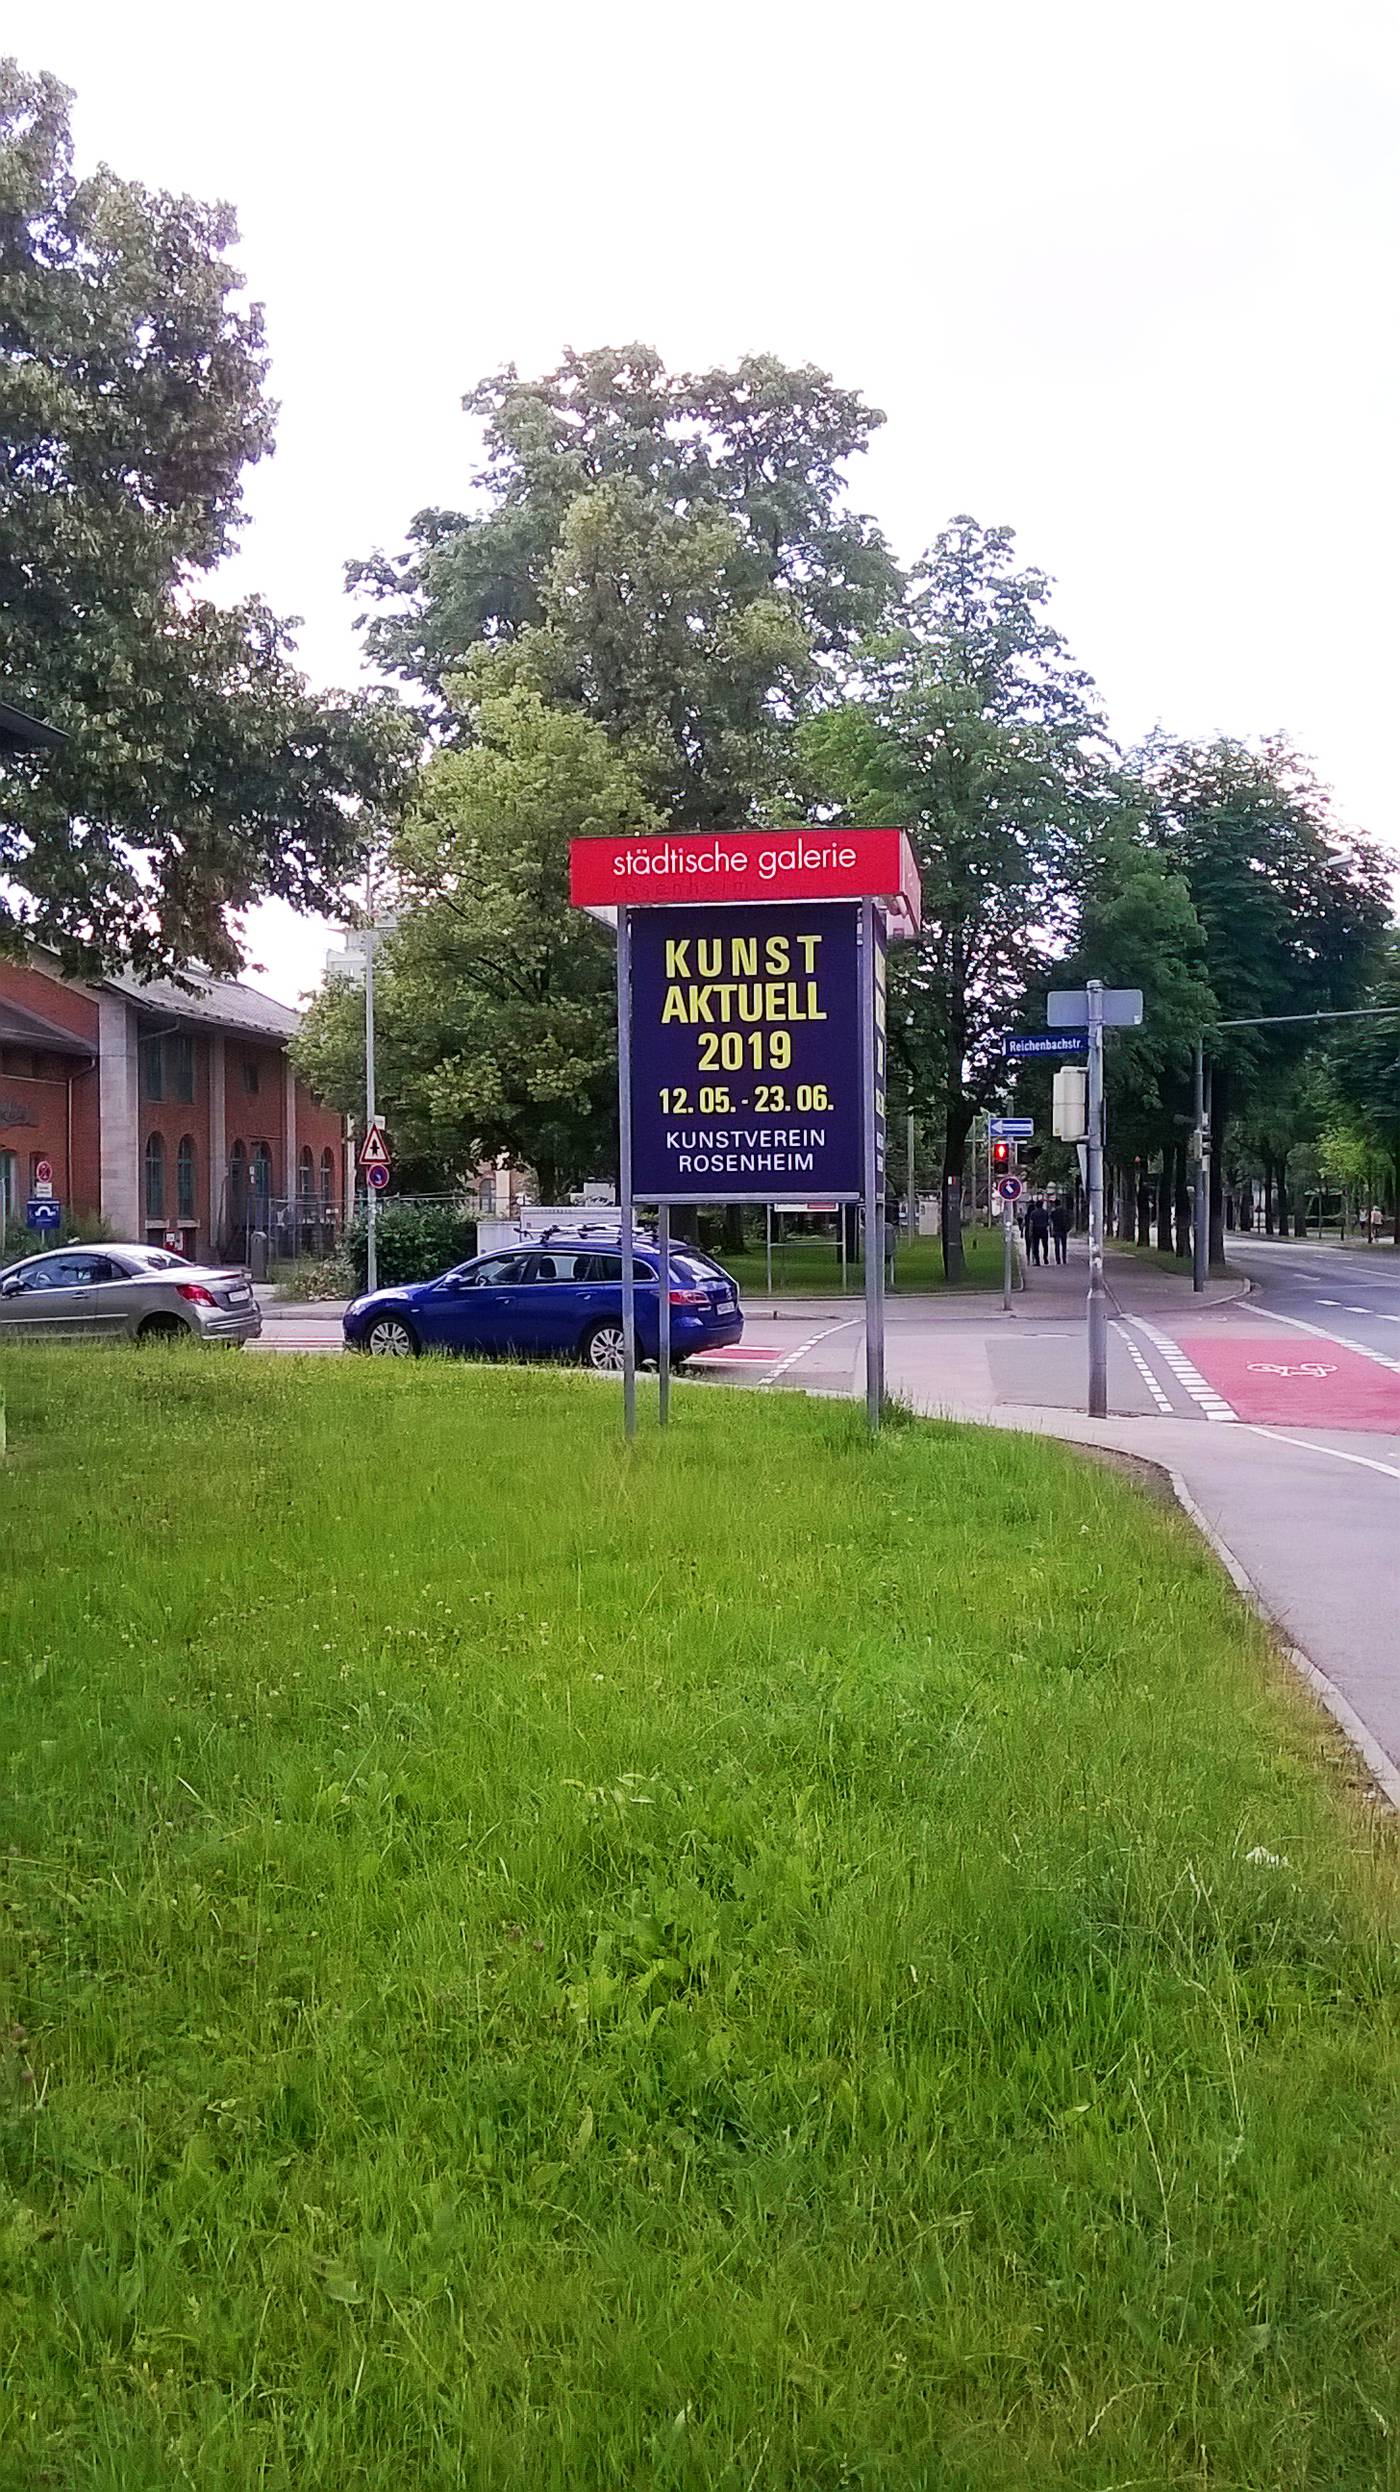 städtische galerie
rosenheim
KUNST
AKTUELL
2019
12. 05. - 23. 06.
KUNSTVEREIN
ROSENHEIM
Reichenbachstr.